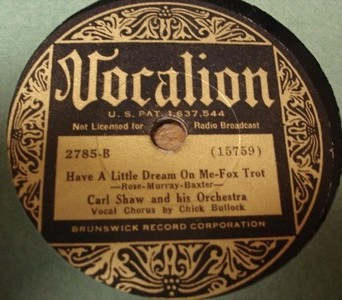 Vocalion
U.S. PAT. 1,637,544
Not Licensed for Radio Broadcast
2785-B (15759)
Have A Little Dream On Me-Fox Trot
—Rose-Murray-Baxter—
Carl Shaw and his Orchestra
Vocal Chorus by Chick Bullock
BRUNSWICK RECORD CORPORATION